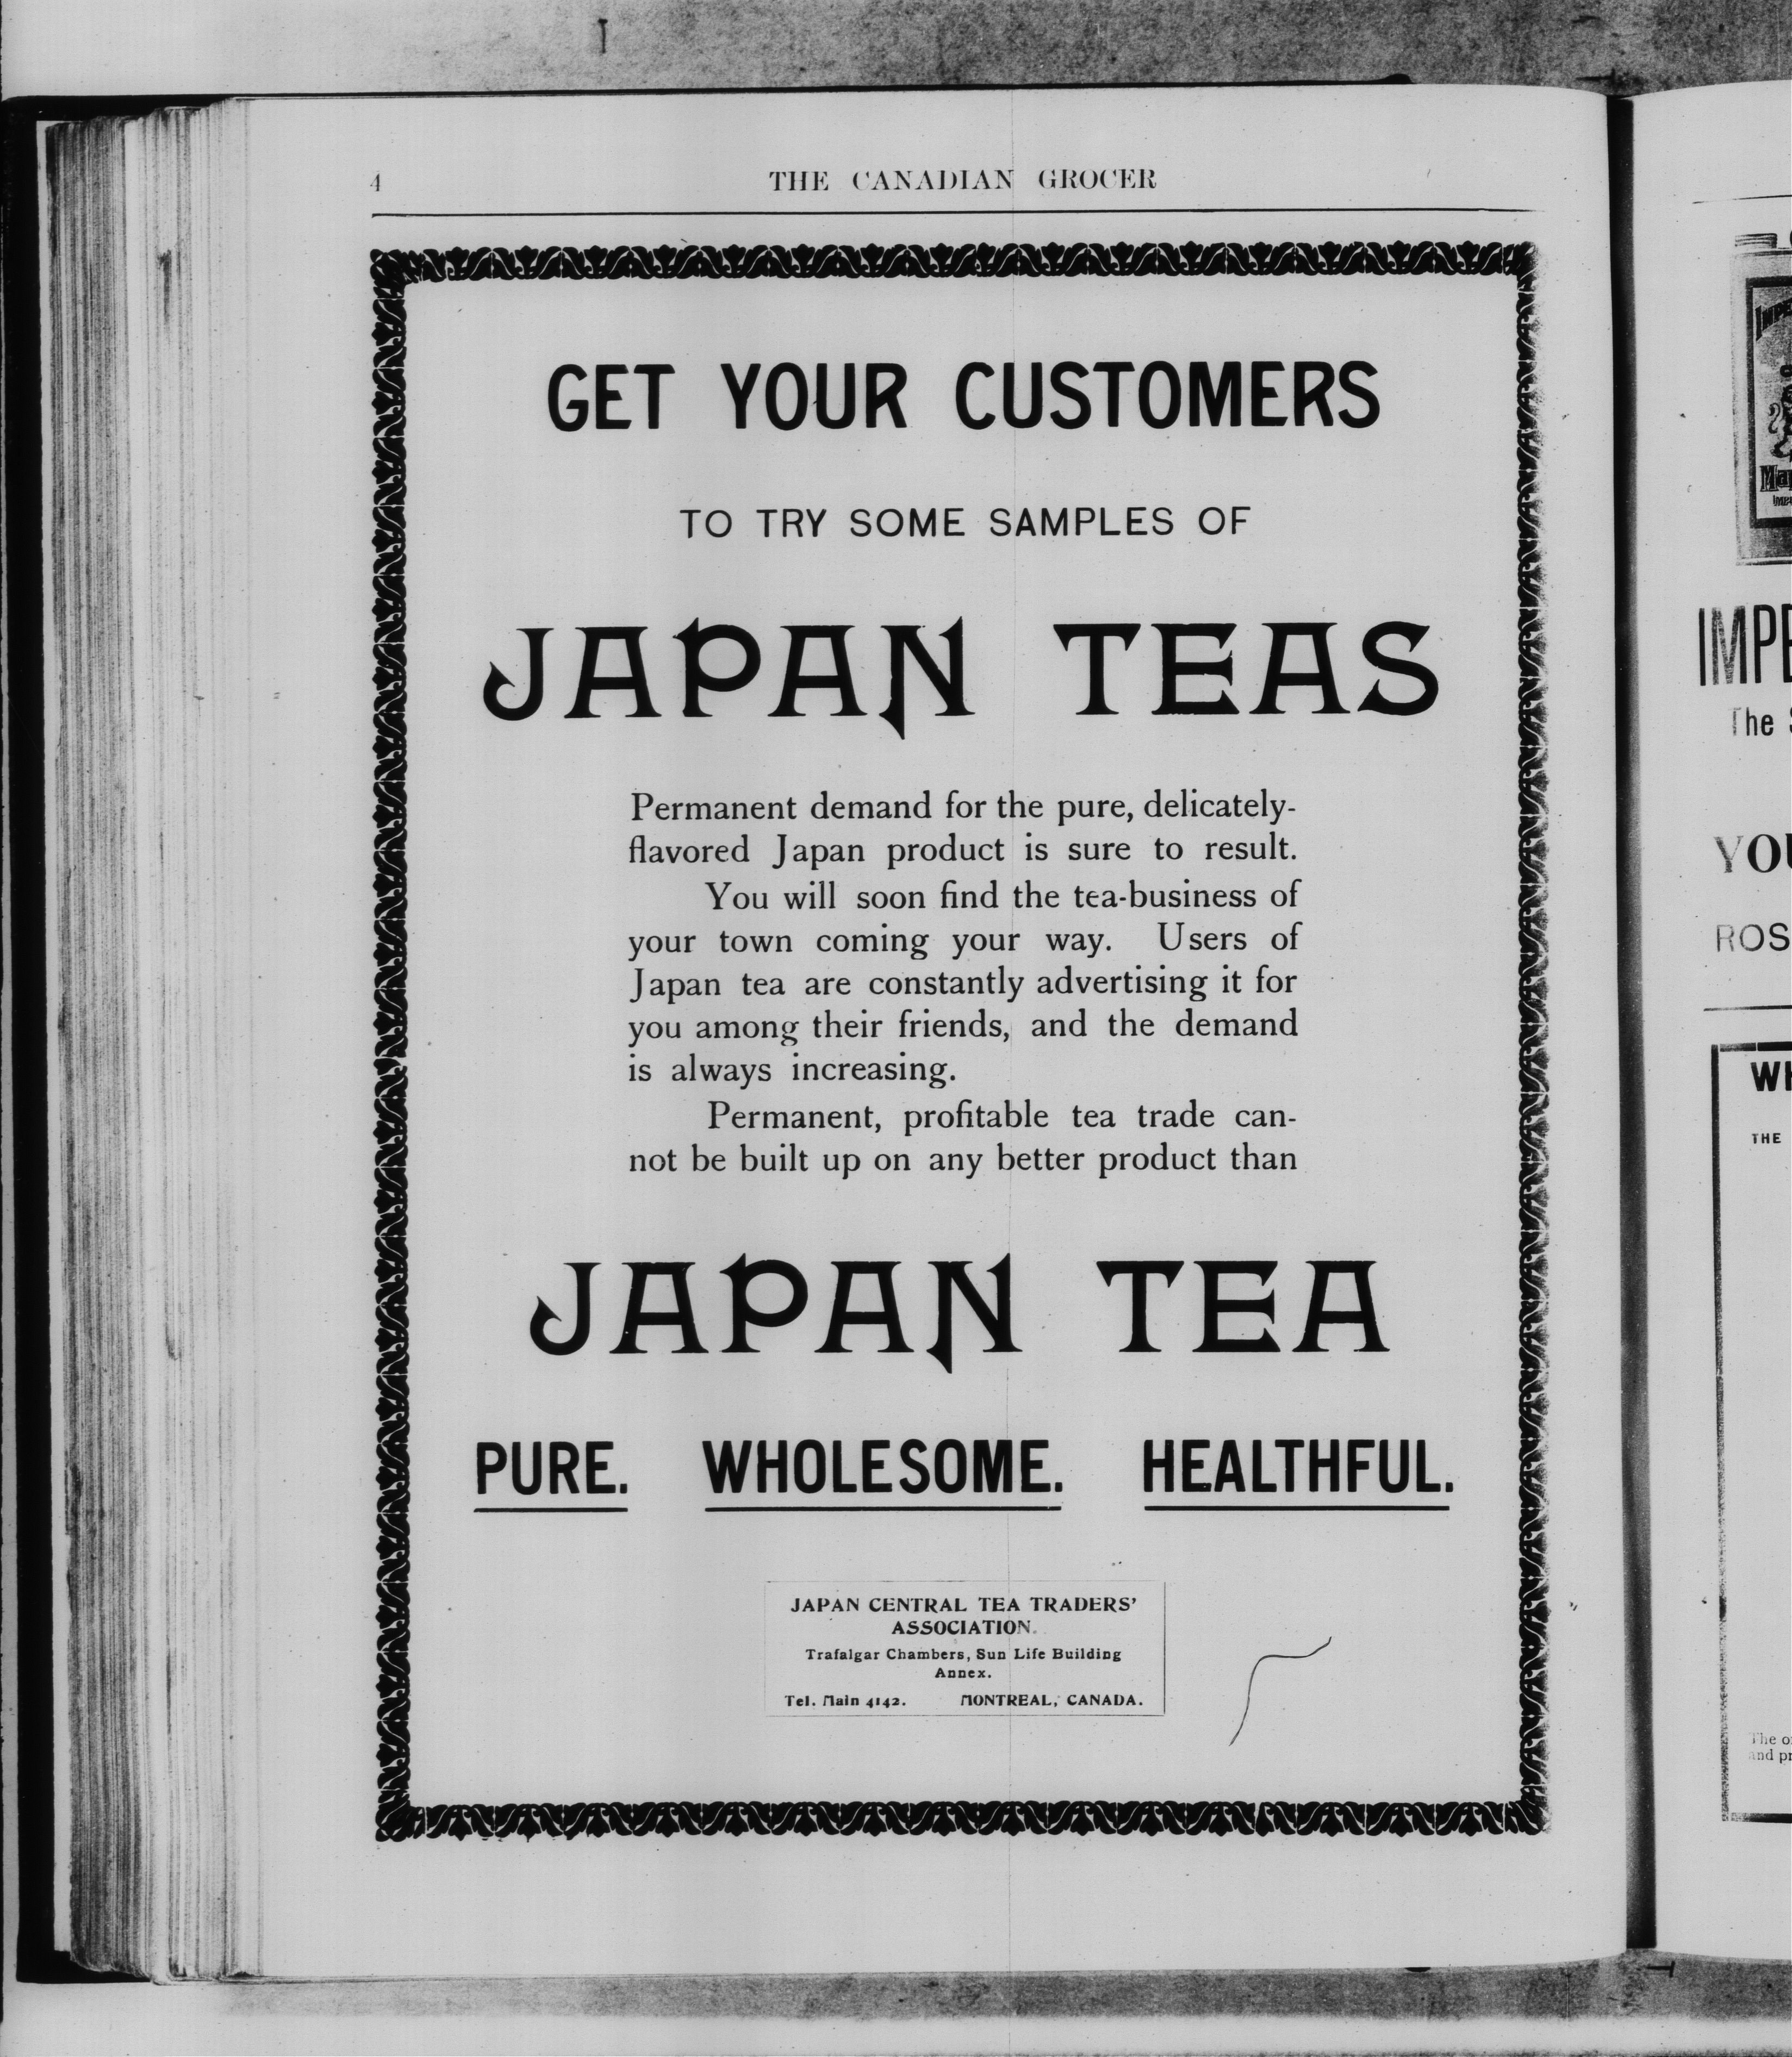 4
THE CANADIAN GROCER
GET YOUR CUSTOMERS
TO TRY SOME SAMPLES OF
JAPAN TEAS
Permanent demand for the pure, delicately-
flavored Japan product is sure to result.
You will soon find the tea-business of
your town coming your way. Users of
Japan tea are constantly advertising it for
you among their friends, and the demand
is always increasing.
Permanent, profitable tea trade can-
not be built up on any better product than
JAPAN TEA
PURE. WHOLESOME. HEALTHFUL.
JAPAN CENTRAL TEA TRADERS'
ASSOCIATION.
Trafalgar Chambers, Sun Life Building
Annex.
Tel. Main 4142. MONTREAL, CANADA.
The
THE
The
and